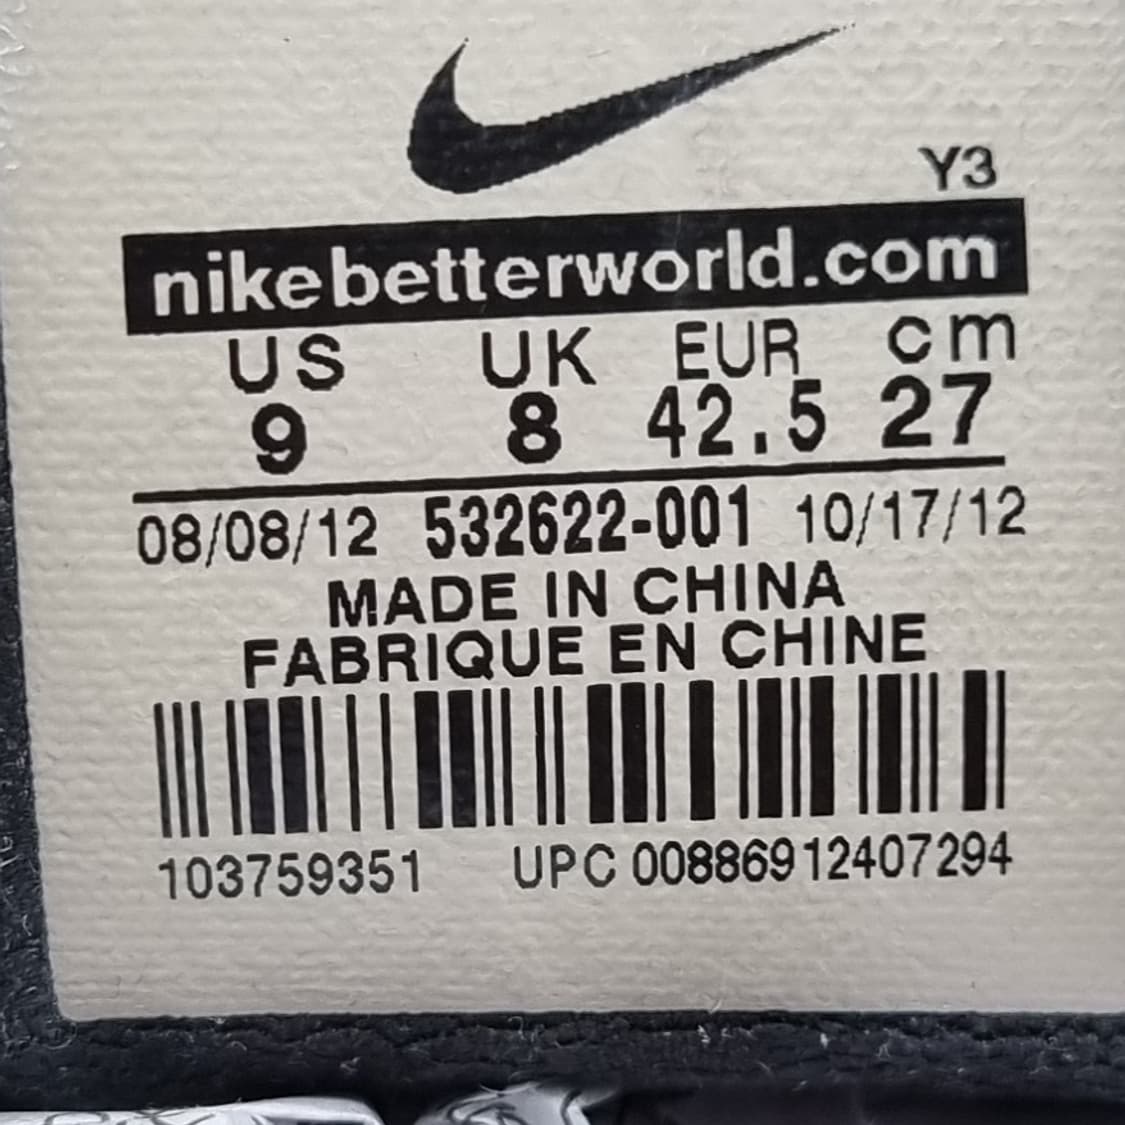 Y3
nikebetterworld.com
US UK EUR cm
9 8 42.5 27
08/08/12 532622-001 10/17/12
MADE IN CHINA
FABRIQUE EN CHINE
103759351 UPC 00886912407294